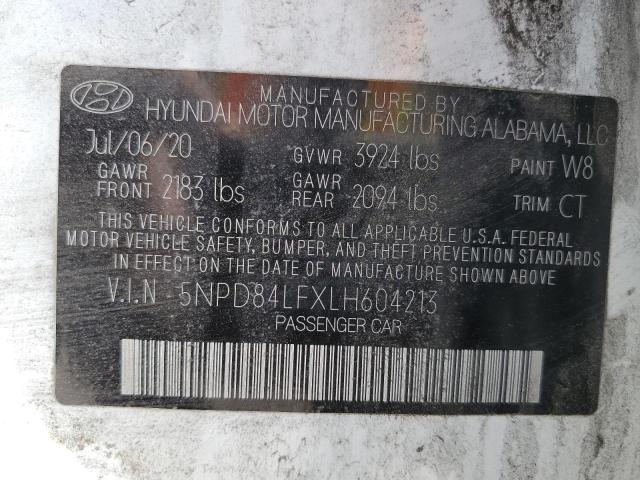 MANUFACTURED BY
HYUNDAI MOTOR MANUFACTURING ALABAMA, LLC
Jul/06/20 GVWR 3924 lbs PAINT W8
GAWR FRONT 2183 lbs GAWR REAR 2094 lbs TRIM CT
THIS VEHICLE CONFORMS TO ALL APPLICABLE U.S.A. FEDERAL
MOTOR VEHICLE SAFETY, BUMPER, AND THEFT PREVENTION STANDARDS
IN EFFECT ON THE DATE OF MANUFACTURE SHOWN ABOVE.
V.I.N 5NPD84LFXLH604213
PASSENGER CAR